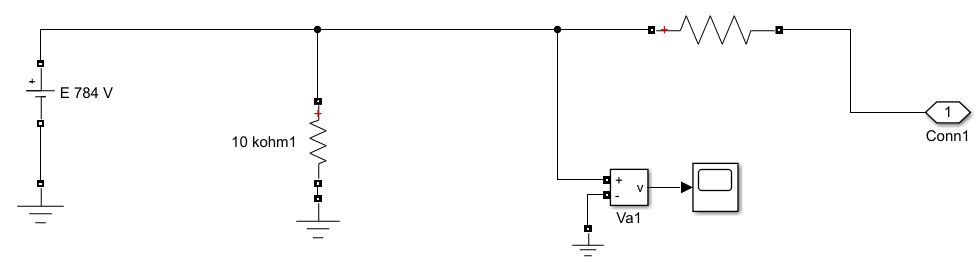 +
+
E 784 V
+
10 kohm1
1
Conn1
+
-
v
Va1